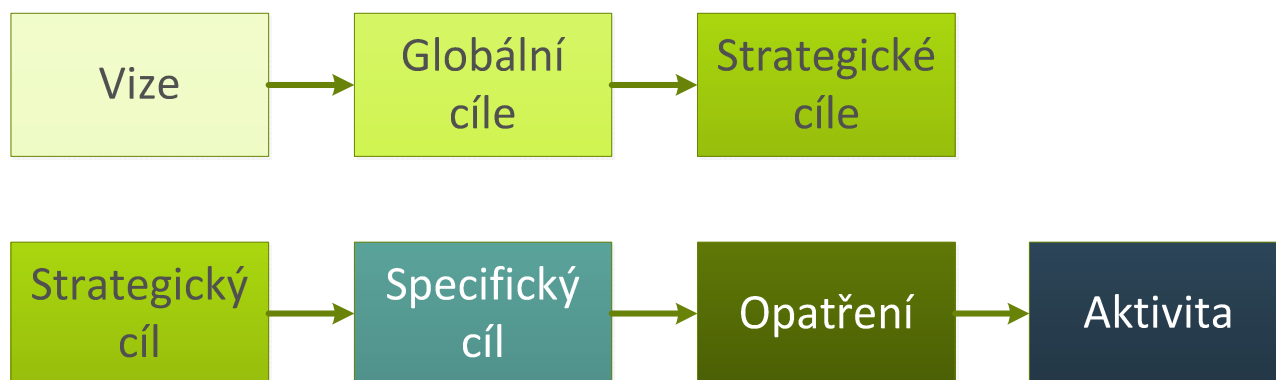 Vize
Globální
cíle
Strategické
cíle
Strategický
cíl
Specifický
cíl
Opatření
Aktivita